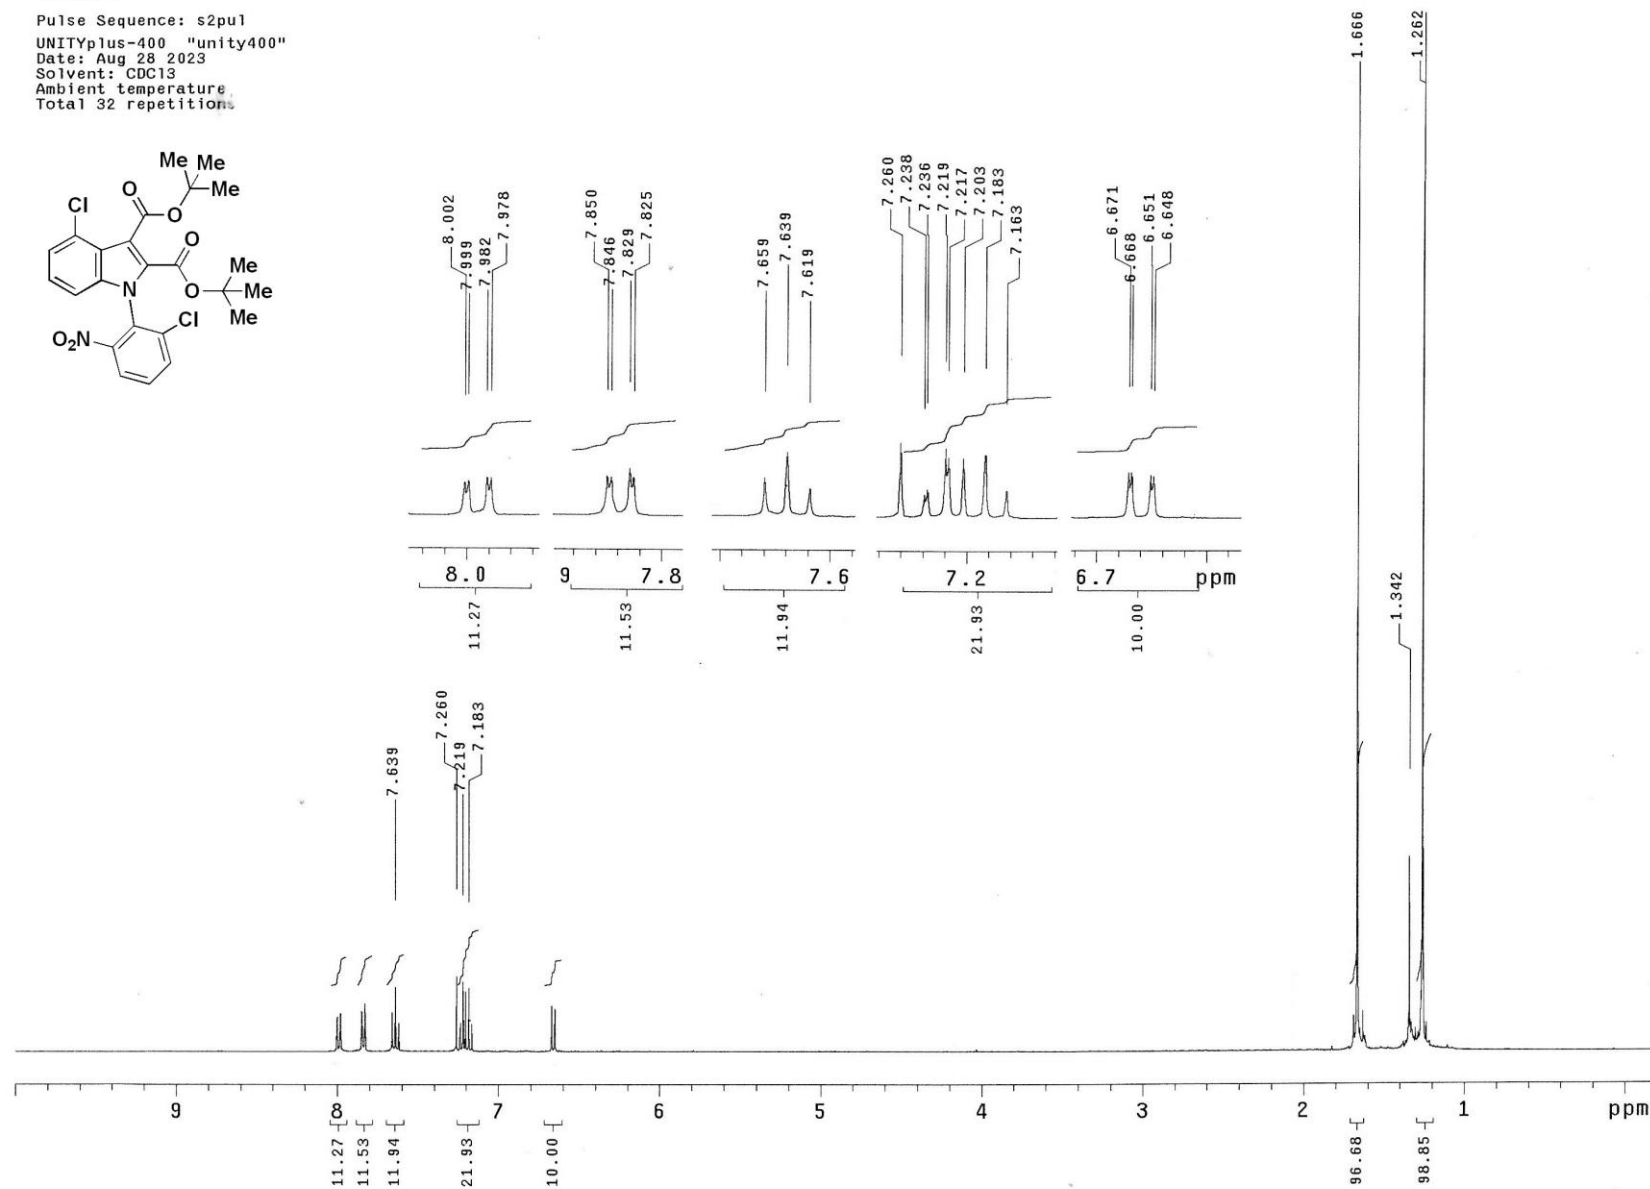 Pulse Sequence: s2pul
UNITYplus-400 "unity400"
Date: Aug 28 2023
Solvent: CDCl3
Ambient temperature
Total 32 repetitions
Me Me
Me
O
O
Cl
O
O
Me
Me
Me
N
Cl
O2N
8.002
7.999
7.982
7.978
7.850
7.846
7.829
7.825
7.659
7.639
7.619
7.260
7.238
7.236
7.219
7.217
7.203
7.183
7.163
6.671
6.668
6.651
6.648
1.666
1.262
8.0 9 7.8 7.6 7.2 6.7 ppm
11.27 11.53 11.94 21.93 10.00
1.342
7.639
7.260
7.219
7.183
9 8 7 6 5 4 3 2 1 ppm
11.27 11.53 11.94 21.93 10.00 96.68 98.85